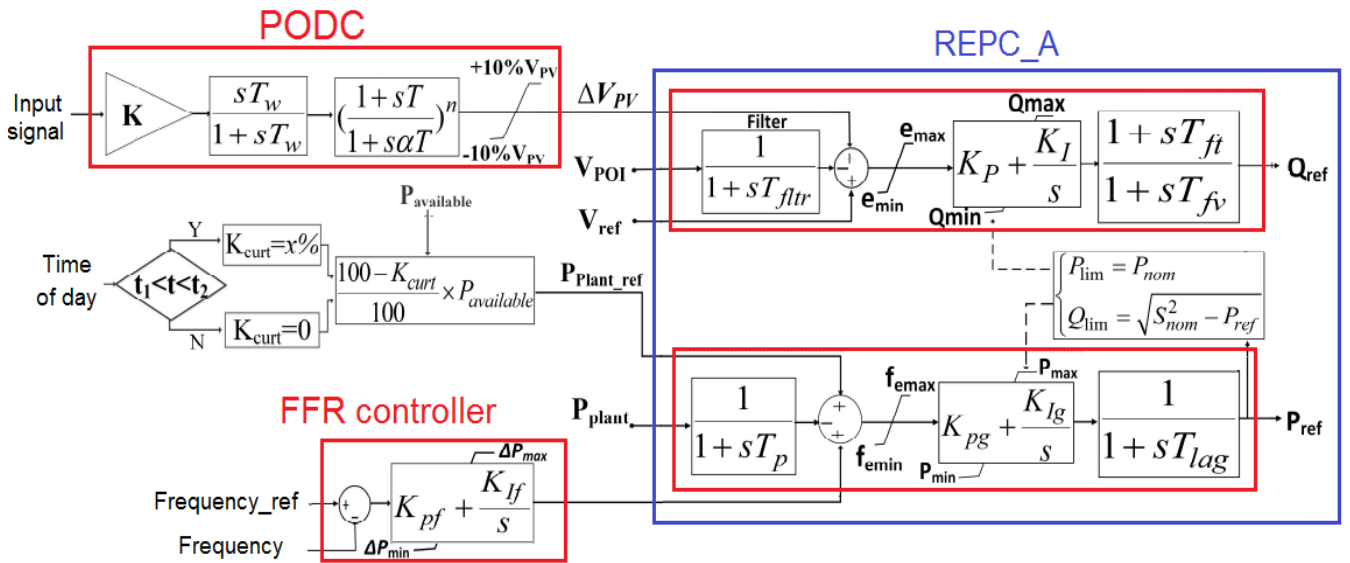 PODC
REPC_A
Input signal
K
sT_w
1 + sT_w
(1 + sT / 1 + sαT)^n
+10%V_PV
-10%V_PV
ΔV_PV
Filter
1
1 + sT_fltr
V_POI
V_ref
+
−
+
e_max
e_min
Qmax
K_P + K_I / s
Qmin
1 + sT_ft
1 + sT_fv
Q_ref
P_available
Time of day
t_1<t<t_2
Y
K_curt=x%
N
K_curt=0
100 − K_curt / 100 × P_available
P_Plant_ref
P_lim = P_nom
Q_lim = √(S²_nom − P_ref)
P_plant
1
1 + sT_p
+
−
+
f_emax
f_emin
P_max
K_pg + K_Ig / s
P_min
1
1 + sT_lag
P_ref
FFR controller
Frequency_ref
Frequency
+
−
ΔP_max
K_pf + K_If / s
ΔP_min